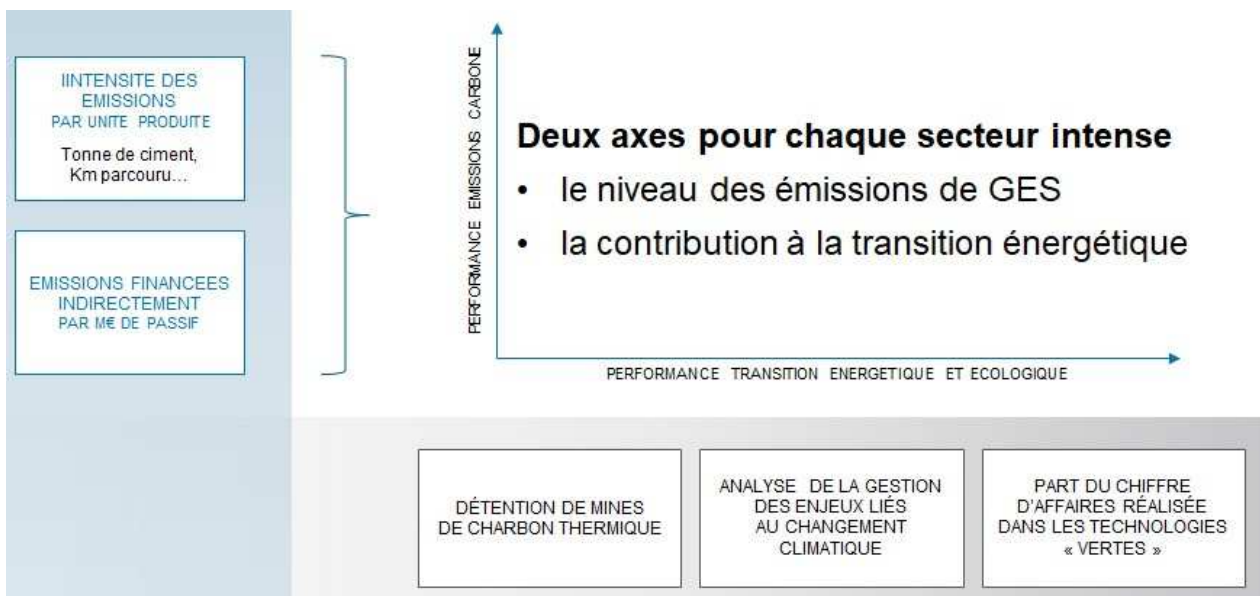 IINTENSITE DES
EMISSIONS
PAR UNITE PRODUITE
Tonne de ciment,
Km parcouru…
EMISSIONS FINANCEES
INDIRECTEMENT
PAR M€ DE PASSIF
PERFORMANCE EMISSIONS CARBONE
Deux axes pour chaque secteur intense
• le niveau des émissions de GES
• la contribution à la transition énergétique
PERFORMANCE TRANSITION ENERGETIQUE ET ECOLOGIQUE
DÉTENTION DE MINES
DE CHARBON THERMIQUE
ANALYSE DE LA GESTION
DES ENJEUX LIÉS
AU CHANGEMENT
CLIMATIQUE
PART DU CHIFFRE
D'AFFAIRES RÉALISÉE
DANS LES TECHNOLOGIES
« VERTES »